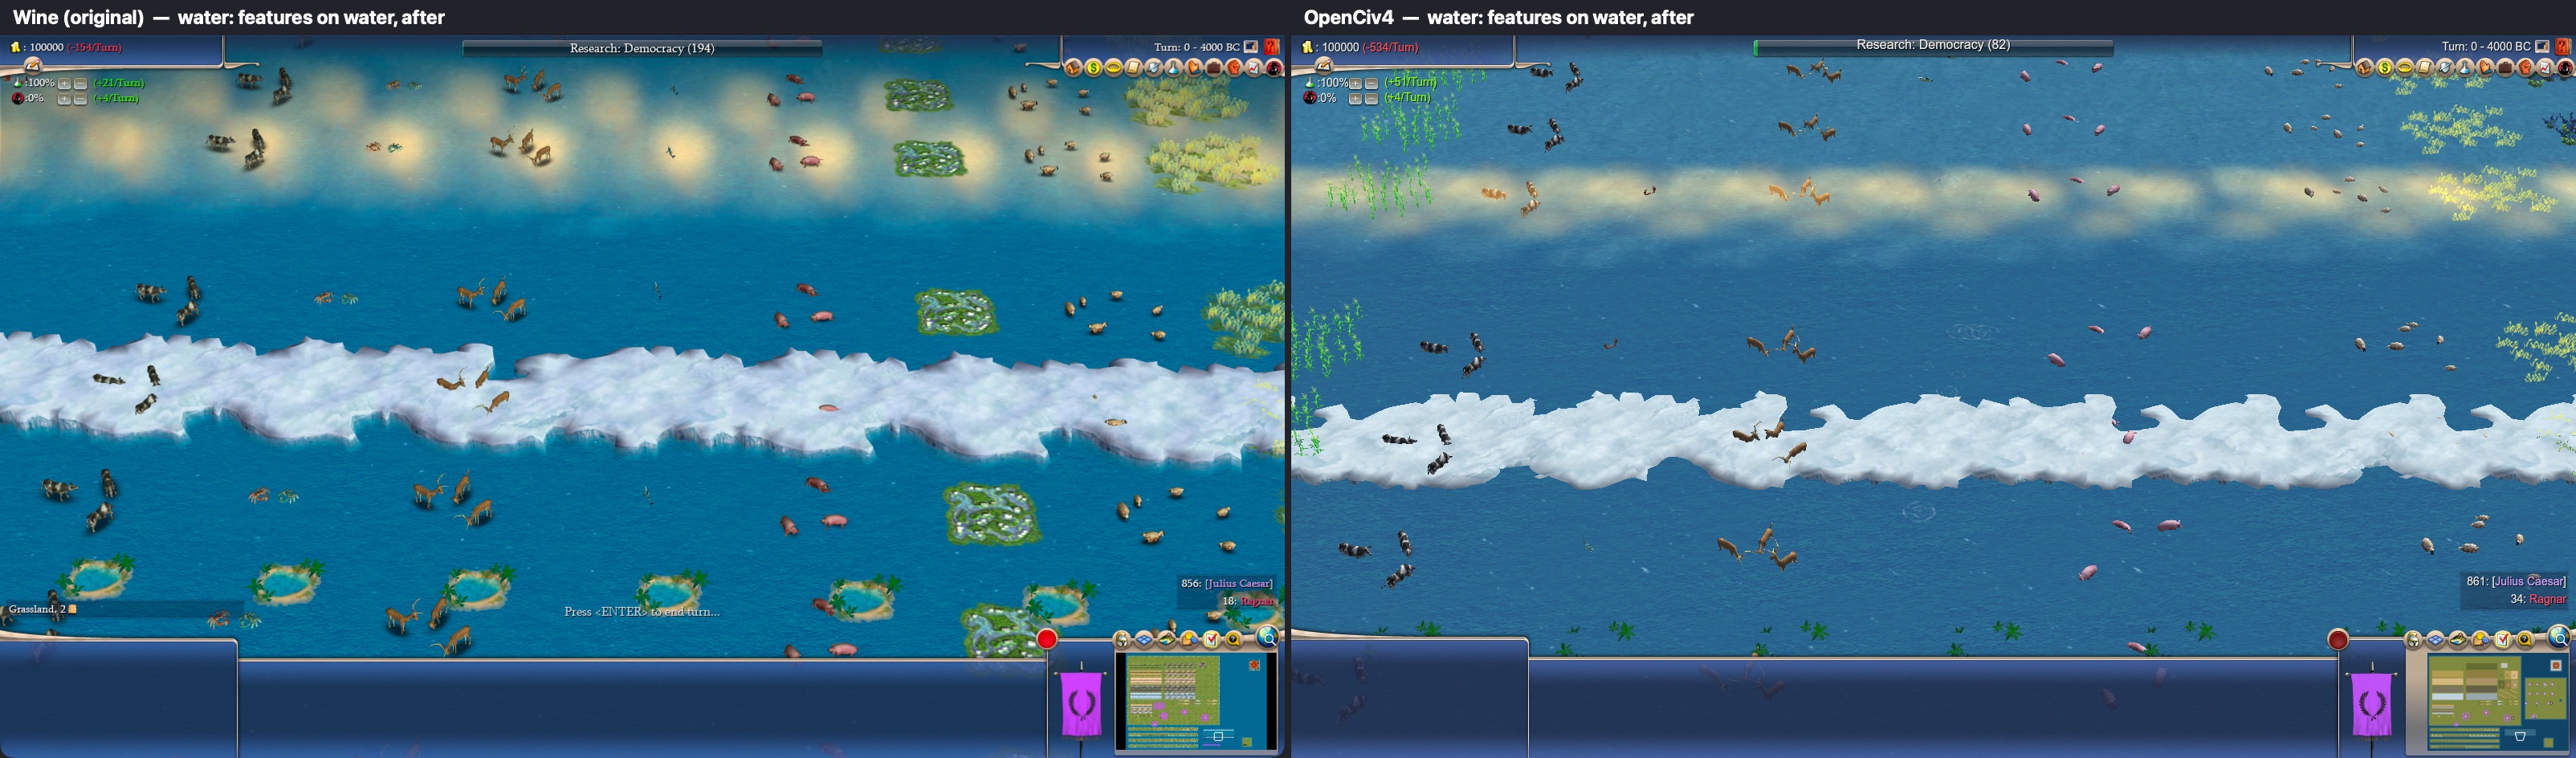 Wine (original) — water: features on water, after
: 100000 (-154/Turn)
Research: Democracy (194)
Turn: 0 - 4000 BC
:100% (+21/Turn)
:0% (+4/Turn)
856: [Julius Caesar]
18: Ragnar
Grassland, 2
Press <ENTER> to end turn...
OpenCiv4 — water: features on water, after
: 100000 (-534/Turn)
Research: Democracy (82)
Turn: 0 - 4000 BC
:100% (+51/Turn)
:0% (+4/Turn)
861: [Julius Caesar]
34: Ragnar